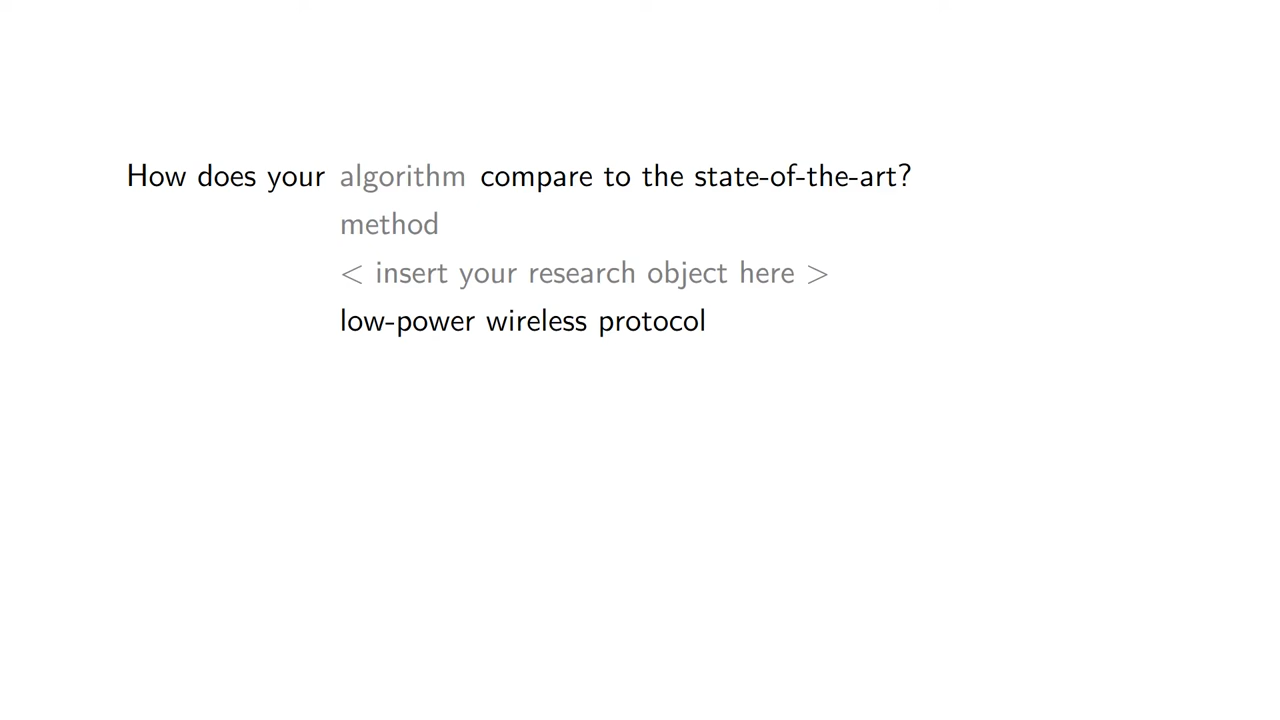 How does your algorithm compare to the state-of-the-art?
method
< insert your research object here >
low-power wireless protocol